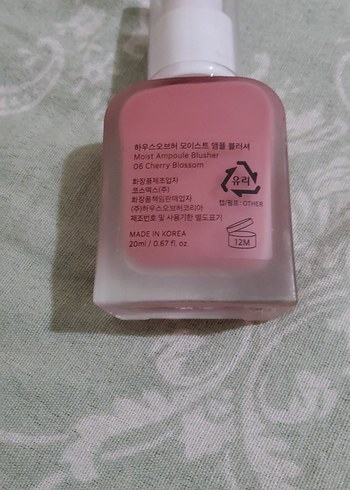 하우스오브허 모이스트 앰플 블러셔
Moist Ampoule Blusher
06 Cherry Blossom
화장품제조업자
코스맥스(주)
화장품책임판매업자
(주)하우스오브허코리아
제조번호 및 사용기한 별도표기
MADE IN KOREA
20ml / 0.67 fl. oz.
유리
캡/펌프: OTHER
12M